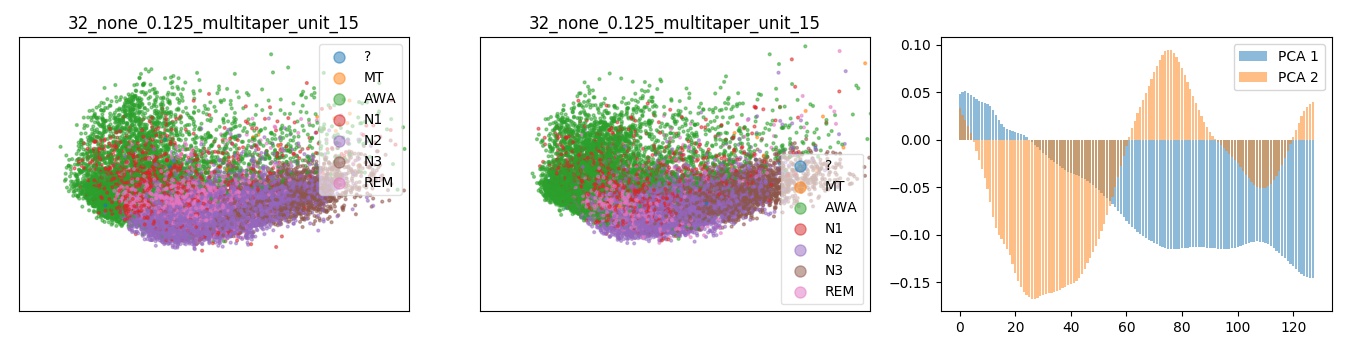 32_none_0.125_multitaper_unit_15
?
MT
AWA
N1
N2
N3
REM
32_none_0.125_multitaper_unit_15
?
MT
AWA
N1
N2
N3
REM
PCA 1
PCA 2
0.10
0.05
0.00
−0.05
−0.10
−0.15
0 20 40 60 80 100 120